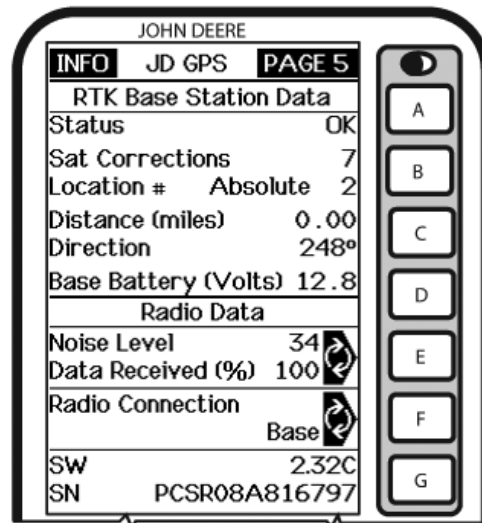 JOHN DEERE
INFO JD GPS PAGE 5
RTK Base Station Data
Status OK
Sat Corrections 7
Location # Absolute 2
Distance (miles) 0.00
Direction 248º
Base Battery (Volts) 12.8
Radio Data
Noise Level 34
Data Received (%) 100
Radio Connection
Base
SW 2.32C
SN PCSR08A816797
A
B
C
D
E
F
G